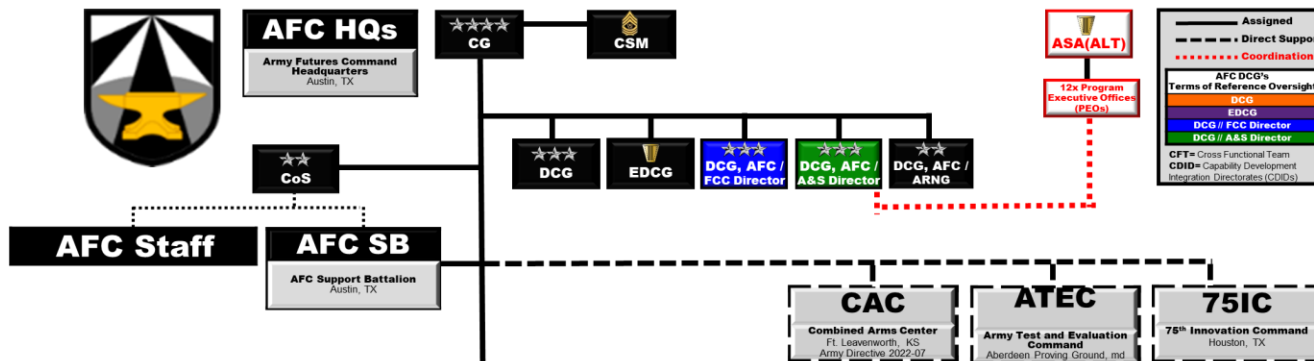 AFC HQs
Army Futures Command
Headquarters
Austin, TX
CG
CSM
ASA(ALT)
12x Program
Executive Offices
(PEOs)
Assigned
Direct Support
Coordination
AFC DCG's
Terms of Reference Oversight
DCG
EDCG
DCG // FCC Director
DCG // A&S Director
CFT= Cross Functional Team
CDID= Capability Development
Integration Directorates (CDIDs)
CoS
DCG
EDCG
DCG, AFC /
FCC Director
DCG, AFC /
A&S Director
DCG, AFC /
ARNG
AFC Staff
AFC SB
AFC Support Battalion
Austin, TX
CAC
Combined Arms Center
Ft. Leavenworth, KS
Army Directive 2022-07
ATEC
Army Test and Evaluation
Command
Aberdeen Proving Ground, md
75IC
75th Innovation Command
Houston, TX